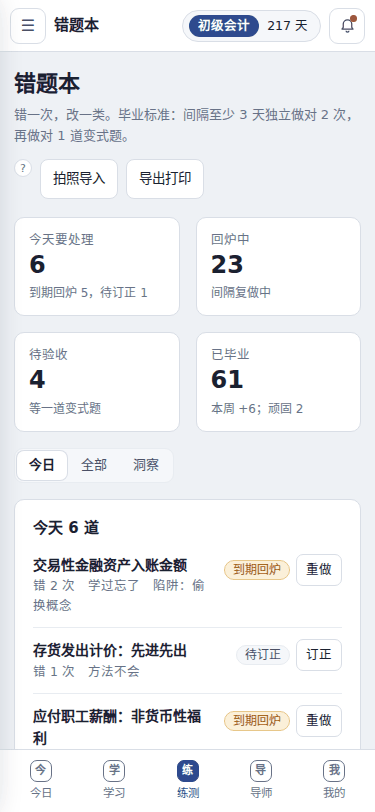 ☰ 错题本 初级会计 217 天
错题本
错一次，改一类。毕业标准：间隔至少 3 天独立做对 2 次，
再做对 1 道变式题。
? 拍照导入 导出打印
今天要处理
6
到期回炉 5，待订正 1
回炉中
23
间隔复做中
待验收
4
等一道变式题
已毕业
61
本周 +6；顽固 2
今日 全部 洞察
今天 6 道
交易性金融资产入账金额
错 2 次 学过忘了 陷阱：偷
换概念
到期回炉 重做
存货发出计价：先进先出
错 1 次 方法不会
待订正 订正
应付职工薪酬：非货币性福
利
到期回炉 重做
今 学 练 导 我
今日 学习 练测 导师 我的